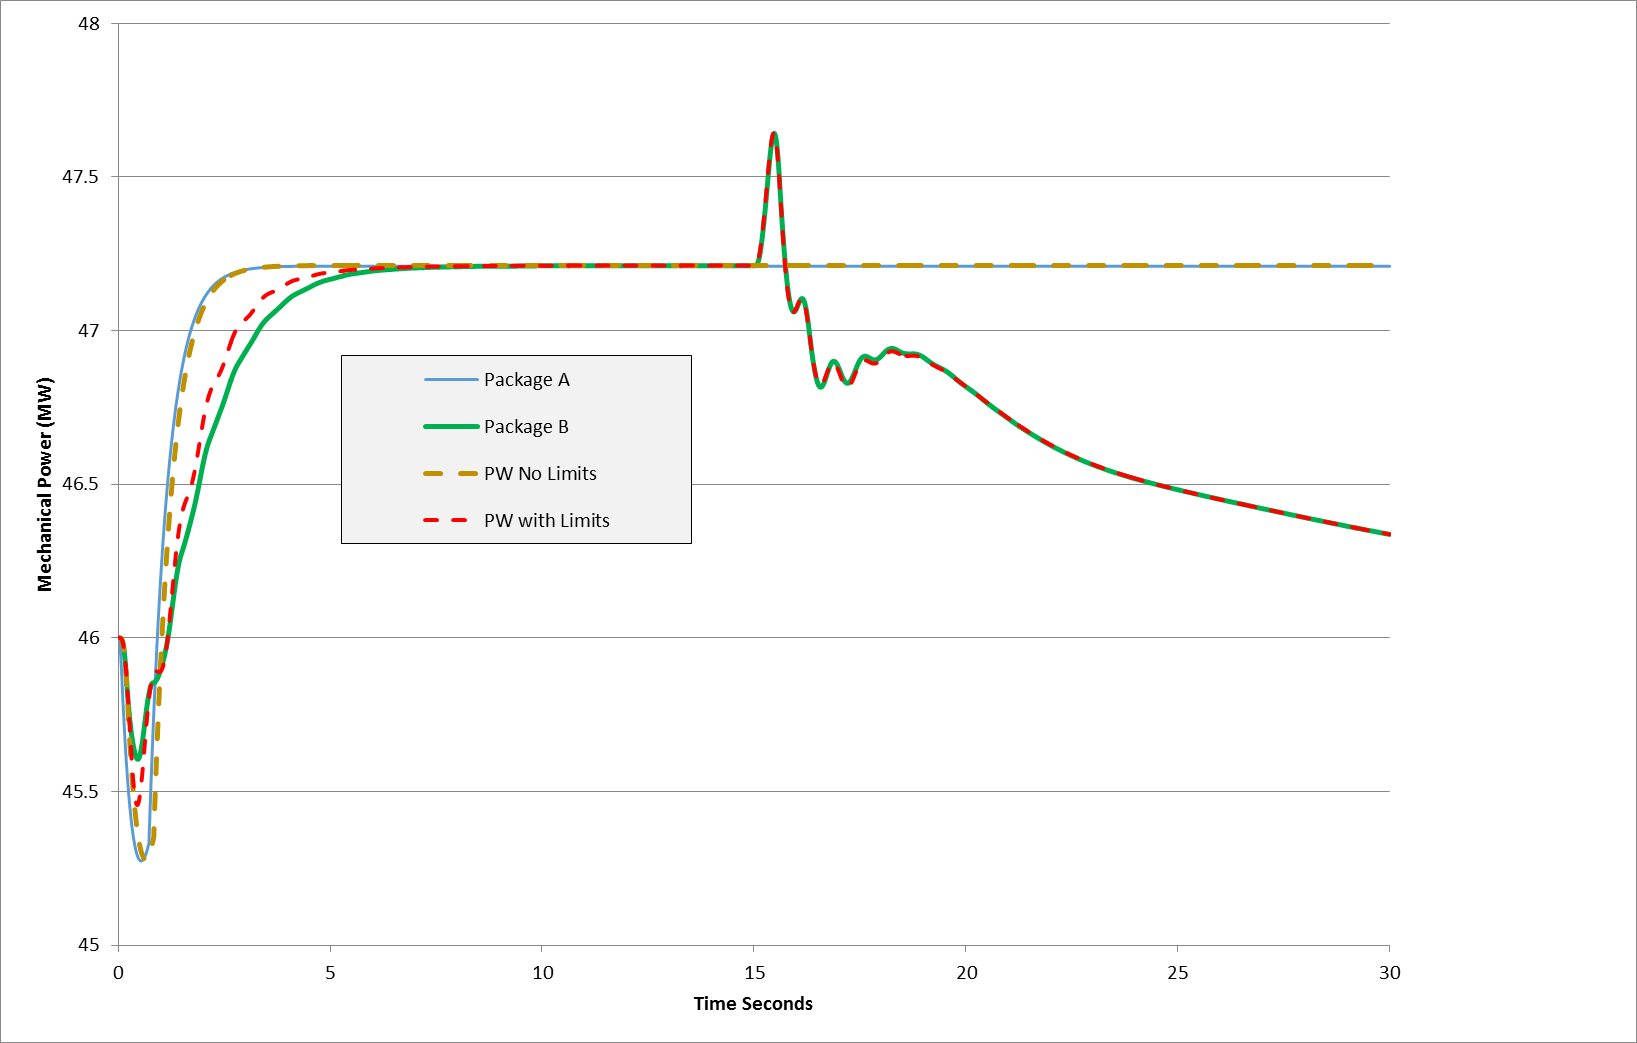 48
47.5
47
46.5
46
45.5
45
Mechanical Power (MW)
Package A
Package B
PW No Limits
PW with Limits
0 5 10 15 20 25 30
Time Seconds